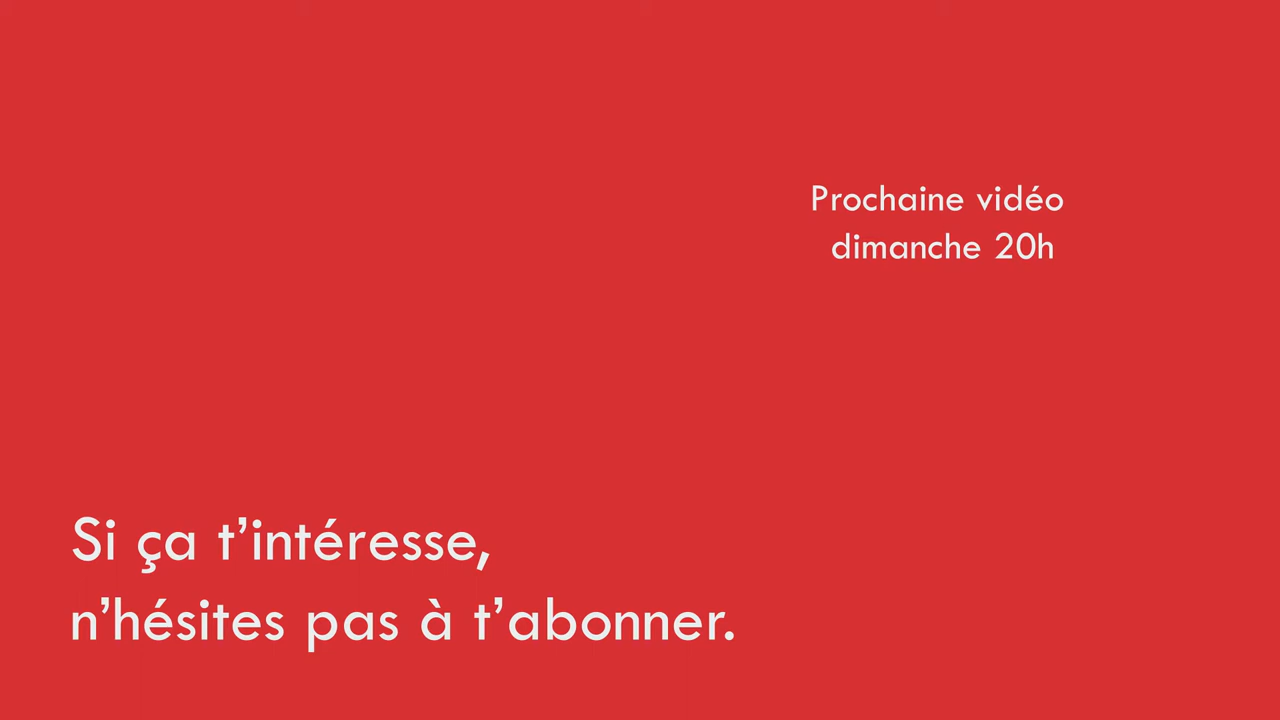 Prochaine vidéo
dimanche 20h
Si ça t’intéresse,
n’hésites pas à t’abonner.